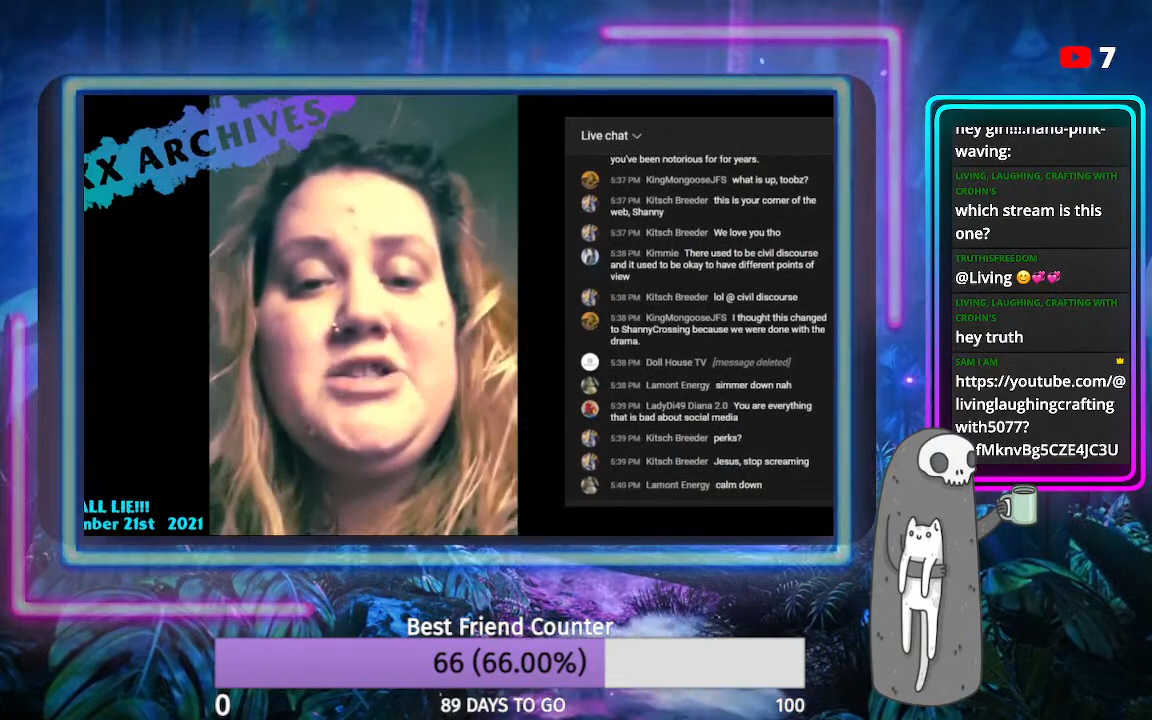 XX ARCHIVES
7
Live chat
you've been notorious for for years.
5:37 PM KingMongooseJFS what is up, toobz?
5:37 PM Kitsch Breeder this is your corner of the
web, Shanny
5:37 PM Kitsch Breeder We love you tho
5:38 PM Kimmie There used to be civil discourse
and it used to be okay to have different points of
view
5:38 PM Kitsch Breeder lol @ civil discourse
5:38 PM KingMongooseJFS I thought this changed
to ShannyCrossing because we were done with the
drama.
5:38 PM Doll House TV [message deleted]
5:38 PM Lamont Energy simmer down nah
5:39 PM LadyDi49 Diana 2.0 You are everything
that is bad about social media
5:39 PM Kitsch Breeder perks?
5:39 PM Kitsch Breeder Jesus, stop screaming
5:40 PM Lamont Energy calm down
ALL LIE!!!
mber 21st 2021
hey girl!!!:hand-pink-
waving:
LIVING, LAUGHING, CRAFTING WITH
CROHN'S
which stream is this
one?
TRUTHISFREEDOM
@Living 😊💞💞
LIVING, LAUGHING, CRAFTING WITH
CROHN'S
hey truth
SAM I AM
https://youtube.com/@
livinglaughingcrafting
with5077?
fMknvBg5CZE4JC3U
Best Friend Counter
66 (66.00%)
0 89 DAYS TO GO 100